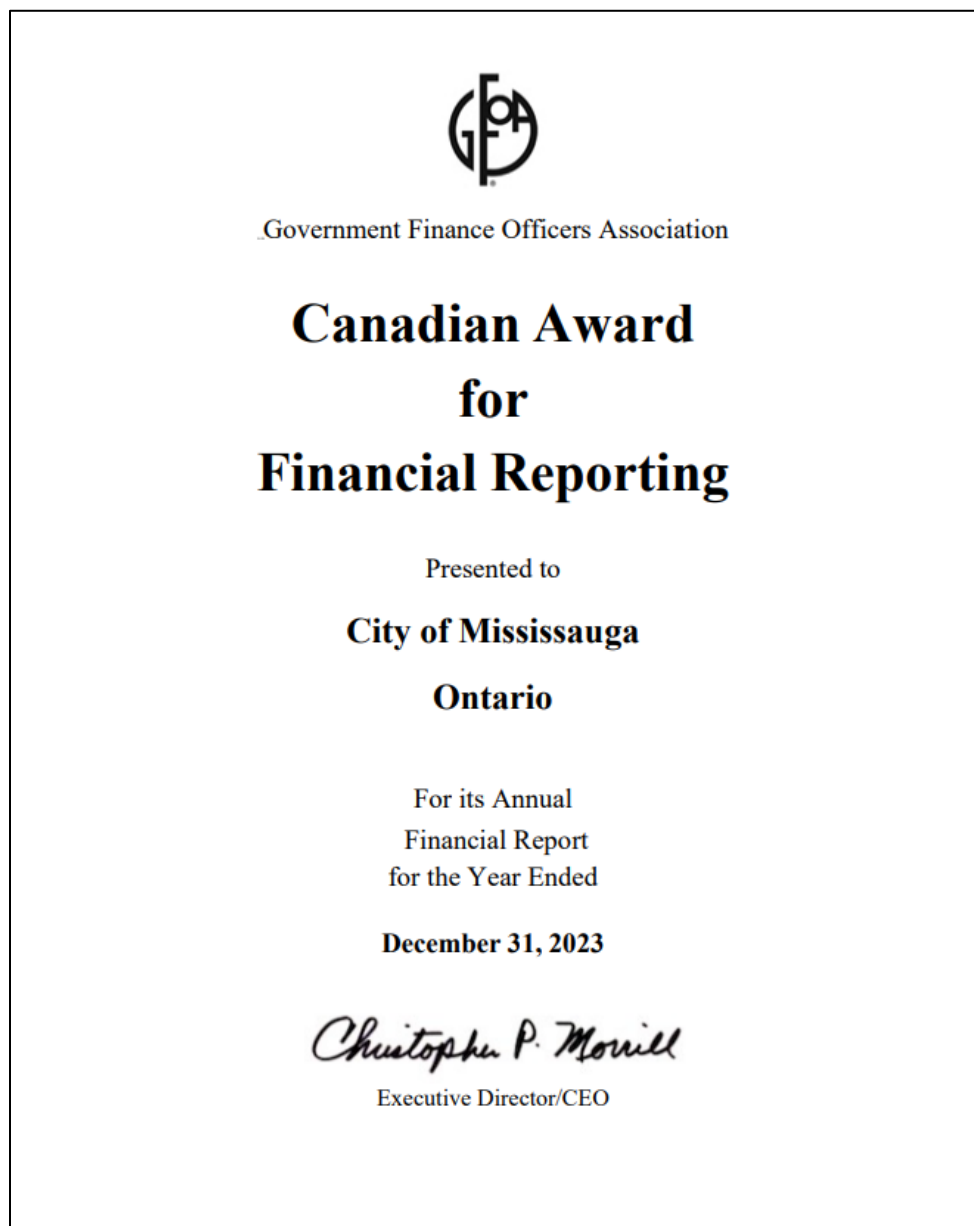 GFOA
Government Finance Officers Association
Canadian Award
for
Financial Reporting
Presented to
City of Mississauga
Ontario
For its Annual
Financial Report
for the Year Ended
December 31, 2023
Christopher P. Morrill
Executive Director/CEO